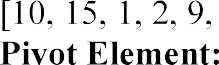 [10, 15, 1, 2, 9,
Pivot Element: